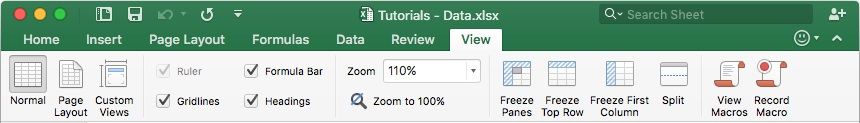 Tutorials - Data.xlsx
Search Sheet
Home Insert Page Layout Formulas Data Review View
Ruler Formula Bar Zoom 110%
Gridlines Headings Zoom to 100%
Normal Page Layout Custom Views Freeze Panes Freeze Top Row Freeze First Column Split View Macros Record Macro